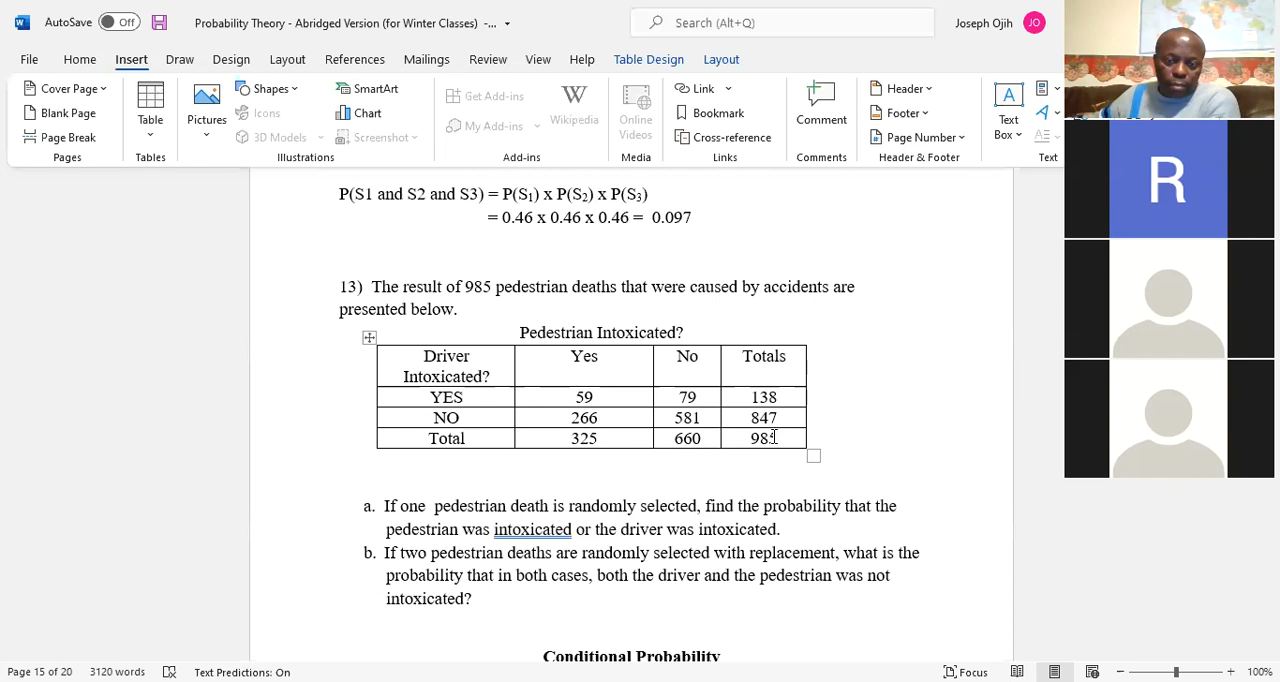 AutoSave Off Probability Theory - Abridged Version (for Winter Classes) -... Search (Alt+Q) Joseph Ojih JO
File Home Insert Draw Design Layout References Mailings Review View Help Table Design Layout
Cover Page
Blank Page
Page Break
Pages
Table
Tables
Pictures
Shapes
Icons
3D Models
SmartArt
Chart
Screenshot
Illustrations
Get Add-ins
My Add-ins
W
Wikipedia
Add-ins
Online
Videos
Media
Link
Bookmark
Cross-reference
Links
Comment
Comments
Header
Footer
Page Number
Header & Footer
A
Text
Box
Text
P(S1 and S2 and S3) = P(S₁) x P(S₂) x P(S₃)
= 0.46 x 0.46 x 0.46 = 0.097
13) The result of 985 pedestrian deaths that were caused by accidents are
presented below.
Pedestrian Intoxicated?
Driver Yes No Totals
Intoxicated?
YES 59 79 138
NO 266 581 847
Total 325 660 985
a. If one pedestrian death is randomly selected, find the probability that the
pedestrian was intoxicated or the driver was intoxicated.
b. If two pedestrian deaths are randomly selected with replacement, what is the
probability that in both cases, both the driver and the pedestrian was not
intoxicated?
Conditional Probability
R
Page 15 of 20 3120 words Text Predictions: On Focus 100%